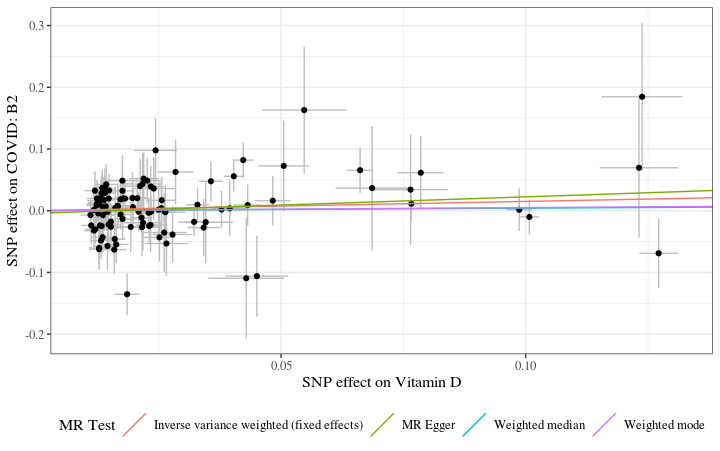 0.3
0.2
0.1
0.0
-0.1
-0.2
SNP effect on COVID: B2
0.05 0.10
SNP effect on Vitamin D
MR Test Inverse variance weighted (fixed effects) MR Egger Weighted median Weighted mode